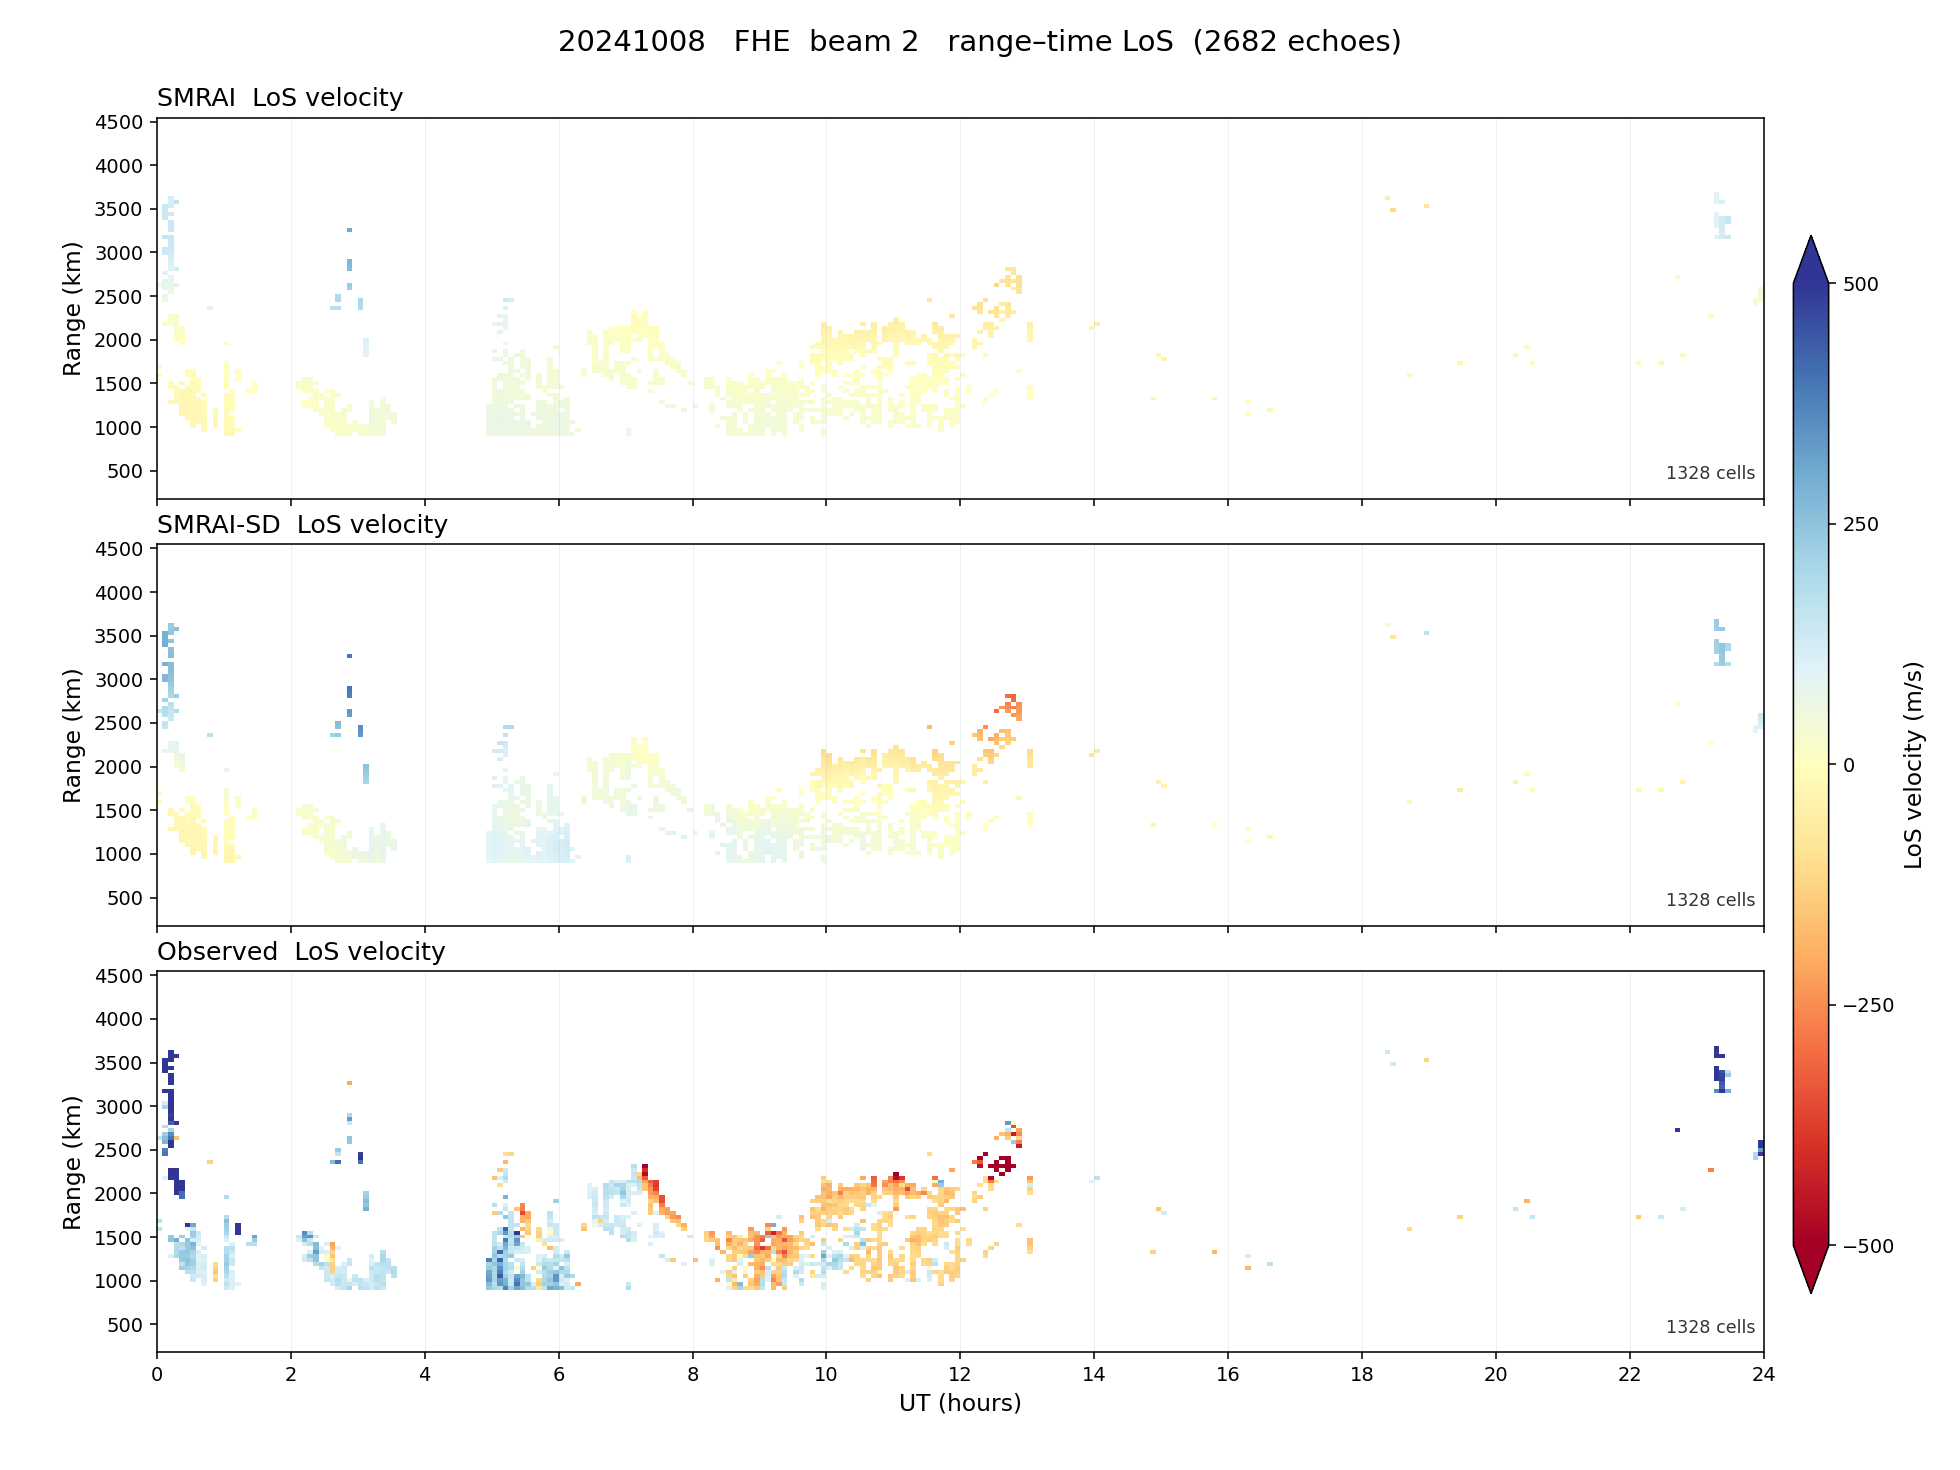 20241008   FHE  beam 2   range–time LoS  (2682 echoes)
SMRAI  LoS velocity
4500
4000
3500
3000
2500
2000
1500
1000
500
Range (km)
1328 cells
SMRAI-SD  LoS velocity
4500
4000
3500
3000
2500
2000
1500
1000
500
Range (km)
1328 cells
Observed  LoS velocity
4500
4000
3500
3000
2500
2000
1500
1000
500
Range (km)
1328 cells
0 2 4 6 8 10 12 14 16 18 20 22 24
UT (hours)
500
250
0
−250
−500
LoS velocity (m/s)